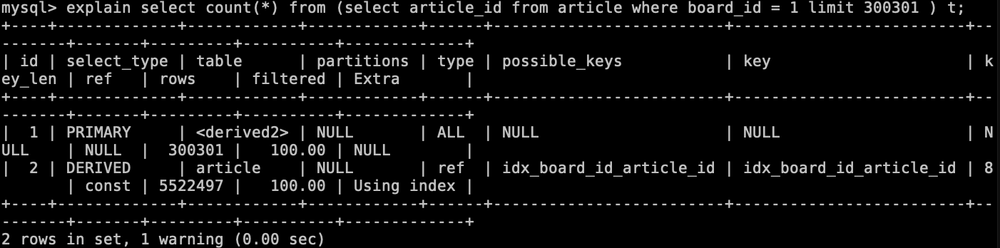 mysql> explain select count(*) from (select article_id from article where board_id = 1 limit 300301 ) t;
+----+-------------+------------+------------+------+--------------------------+--------------------------+--
-------+-------+---------+----------+-------------+
| id | select_type | table      | partitions | type | possible_keys            | key                      | k
ey_len | ref   | rows    | filtered | Extra       |
+----+-------------+------------+------------+------+--------------------------+--------------------------+--
-------+-------+---------+----------+-------------+
|  1 | PRIMARY     | <derived2> | NULL       | ALL  | NULL                     | NULL                     | N
ULL    | NULL  |  300301 |   100.00 | NULL        |
|  2 | DERIVED     | article    | NULL       | ref  | idx_board_id_article_id | idx_board_id_article_id | 8
       | const | 5522497 |   100.00 | Using index |
+----+-------------+------------+------------+------+--------------------------+--------------------------+--
-------+-------+---------+----------+-------------+
2 rows in set, 1 warning (0.00 sec)